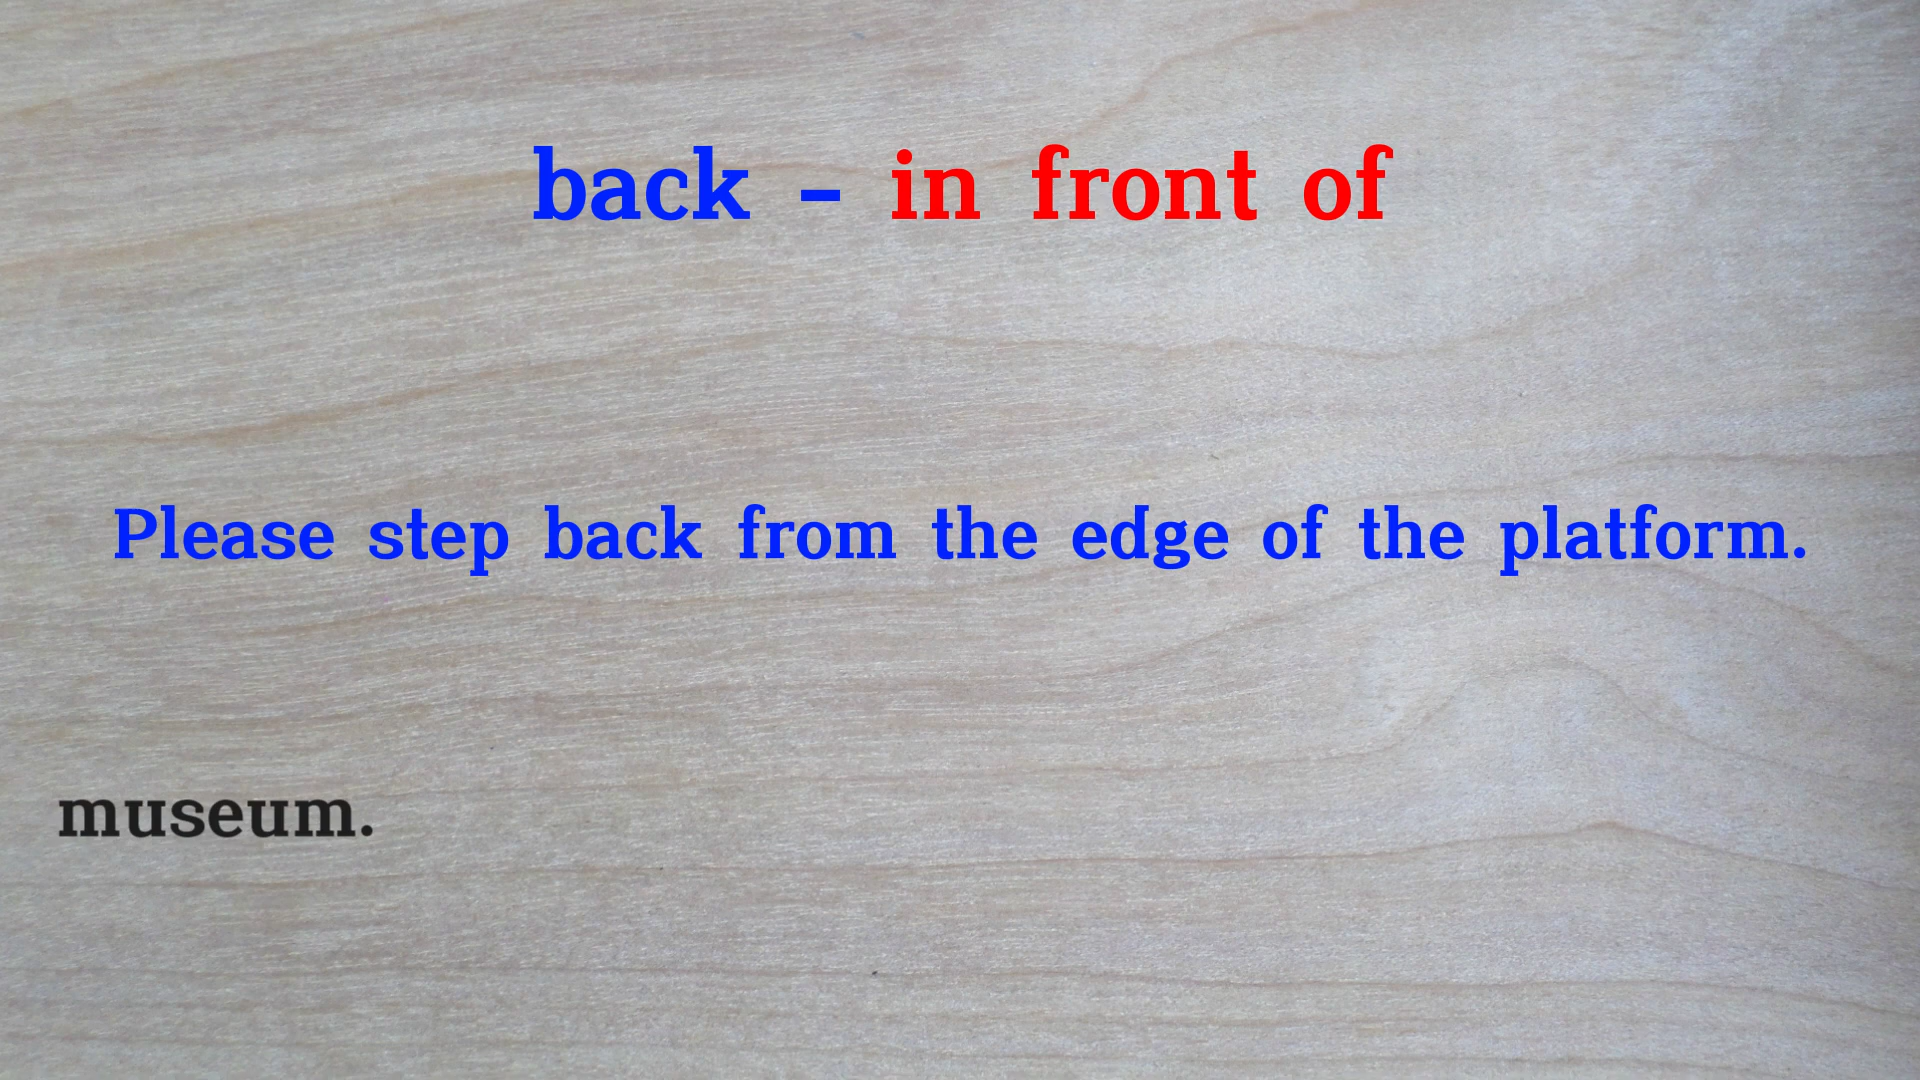 back - in front of
Please step back from the edge of the platform.
museum.